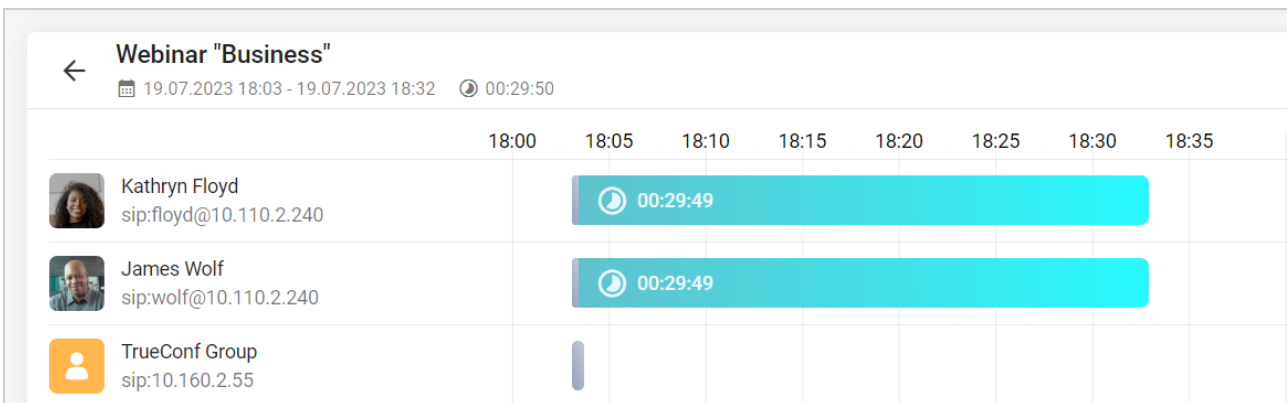 Webinar "Business"
19.07.2023 18:03 - 19.07.2023 18:32 00:29:50
18:00 18:05 18:10 18:15 18:20 18:25 18:30 18:35
Kathryn Floyd
sip:floyd@10.110.2.240
00:29:49
James Wolf
sip:wolf@10.110.2.240
00:29:49
TrueConf Group
sip:10.160.2.55